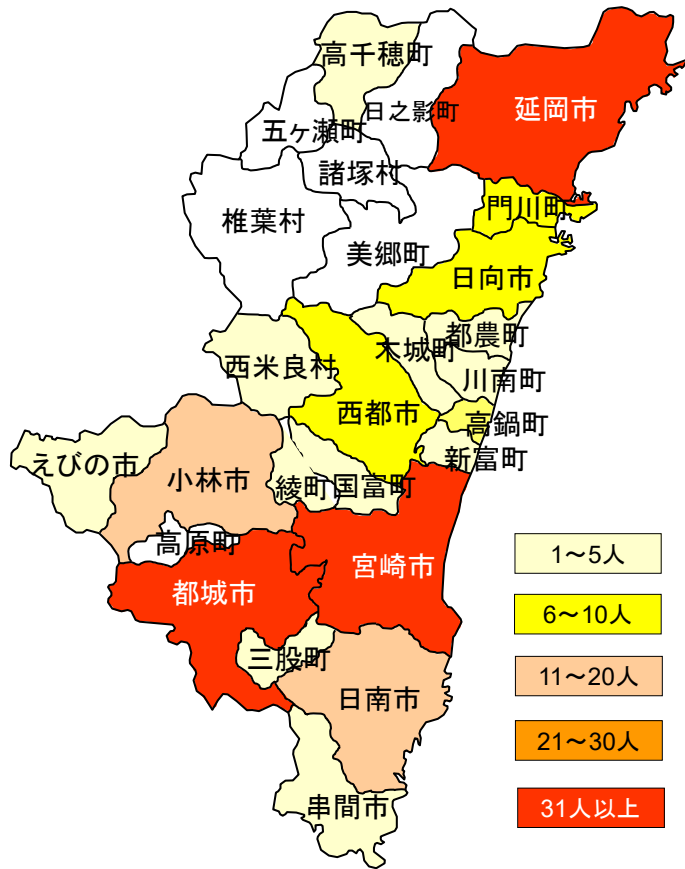 高千穂町
日之影町
延岡市
五ヶ瀬町
諸塚村
門川町
椎葉村
美郷町
日向市
都農町
木城町
西米良村
川南町
西都市
高鍋町
えびの市
新富町
小林市
綾町
国富町
高原町
宮崎市
都城市
三股町
日南市
串間市
1～5人
6～10人
11～20人
21～30人
31人以上